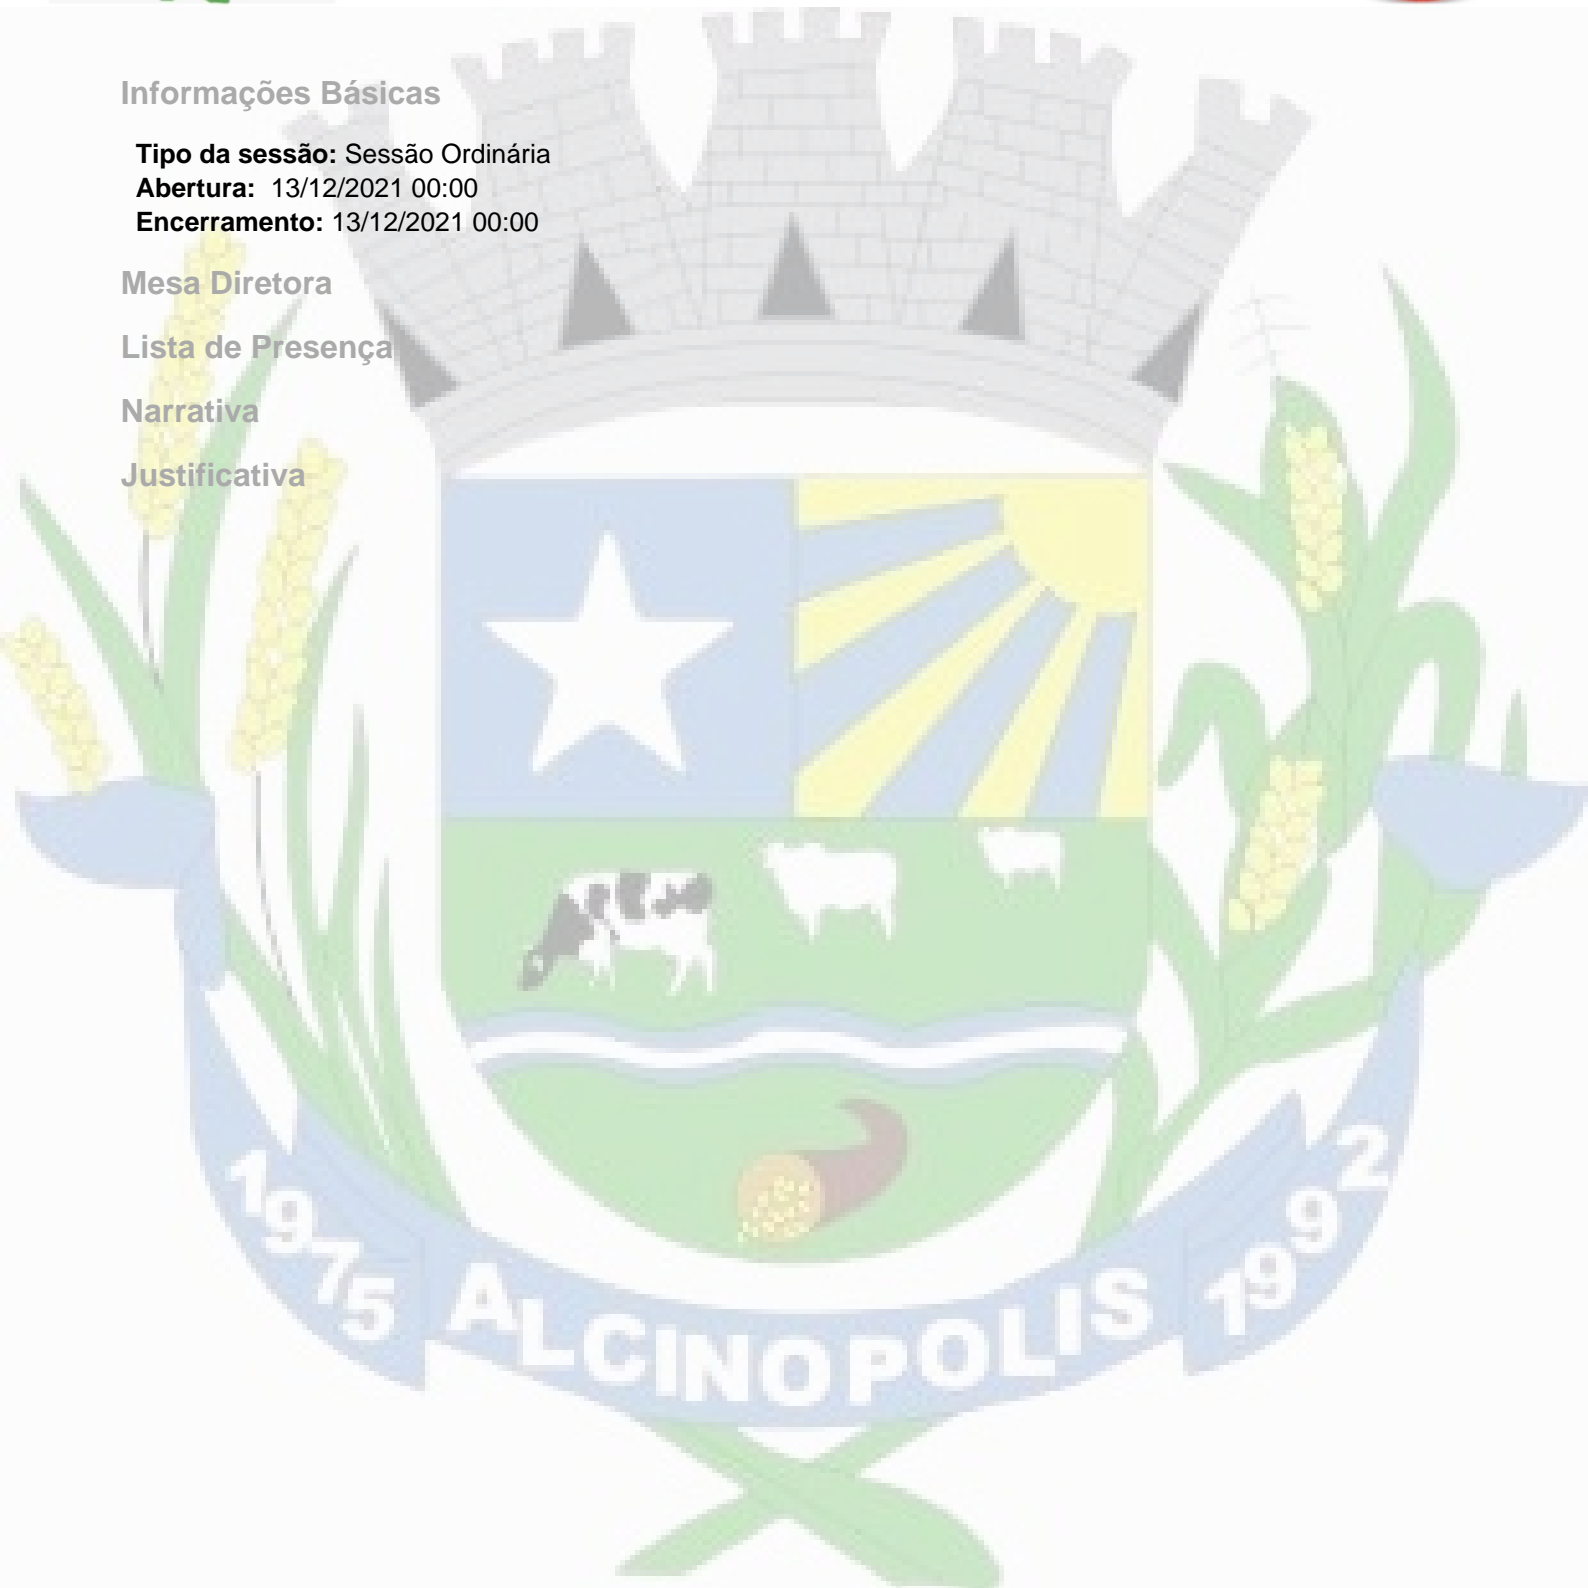 Informações Básicas
Tipo da sessão: Sessão Ordinária
Abertura: 13/12/2021 00:00
Encerramento: 13/12/2021 00:00
Mesa Diretora
Lista de Presença
Narrativa
Justificativa
1975 ALCINOPOLIS 1992